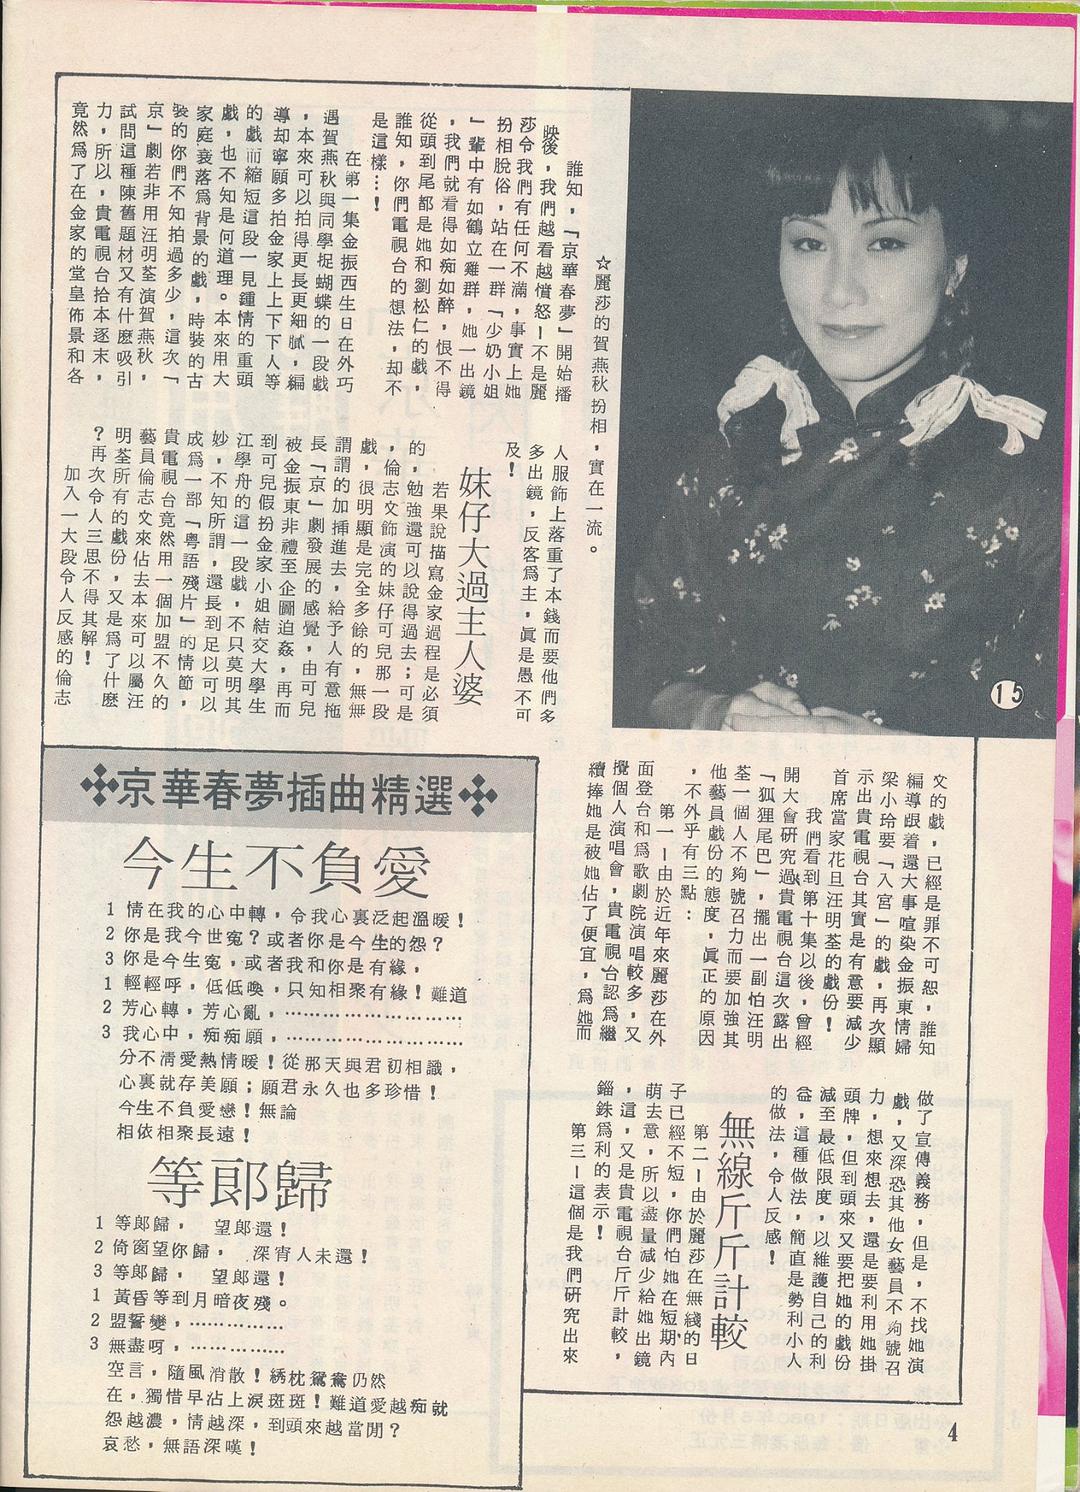 ☆麗莎的賀燕秋扮相，實在一流。
誰知，「京華春夢」開始播
映後，我們越看越憤怒—不是麗
莎令我們有任何不滿，事實上她
扮相脫俗，站在一群「少奶小姐
」輩中有如鶴立雞群，她一出鏡
，我們就看得如痴如醉，恨不得
從頭到尾都是她和劉松仁的戲，
誰知，你們電視台的想法，却不
是這樣…！
在第一集金振西生日在外巧
遇賀燕秋與同學捉蝴蝶的一段戲
，本來可以拍得更長更細膩，編
導却寧願多拍金家上上下下人等
的戲而縮短這段一見鍾情的重頭
戲，也不知是何道理。本來用大
家庭衰落爲背景的戲，時裝的古
裝的你們不知拍過多少，這次「
京」劇若非用汪明荃演賀燕秋，
試問這種陳舊題材又有什麼吸引
力，所以，貴電視台拾本逐末，
竟然爲了在金家的堂皇佈景和各
人服飾上落重了本錢而要他們多
多出鏡，反客爲主，眞是愚不可
及！
妹仔大過主人婆
若果說描寫金家過程是必須
的，勉強還可以說得過去；可是
，倫志文飾演的妹仔可兒那一段
戲，很明顯是完全多餘的，無無
謂謂的加揷進去，給予人有意拖
長「京」劇發展的感覺，由可兒
被金振東非禮至企圖迫姦，再而
到可兒假扮金家小姐結交大學生
江學舟的這一段戲，不只莫明其
妙，不知所謂，還長到足以可以
成爲一部「粵語殘片」的情節，
貴電視台竟然用一個加盟不久的
藝員倫志文來佔去本來可以屬汪
明荃所有的戲份，又是爲了什麼
？再次令人三思不得其解！
加入一大段令人反感的倫志
15
文的戲，已經是罪不可恕，誰知
編導跟着還大事喧染金振東情婦
梁小玲要「入宮」的戲，再次顯
示出貴電視台其實是有意要減少
首席當家花旦汪明荃的戲份！
我們看到第十集以後，曾經
開大會研究過貴電視台這次露出
「狐狸尾巴」，擺出一副怕汪明
荃一個人不夠號召力而要加強其
他藝員戲份的態度，眞正的原因
，不外乎有三點：
第一—由於近年來麗莎在外
面登台和爲歌劇院演唱較多，又
攪個人演唱會，貴電視台認爲繼
續捧她是被她佔了便宜，爲她而
做了宣傳義務，但是，不找她演
戲，又深恐其他女藝員不夠號召
力，想來想去，還是要利用她掛
頭牌，但到頭來又要把她的戲份
減至最低限度，以維護自己的利
益，這種做法，簡直是勢利小人
的做法，令人反感！
無線斤斤計較
第二—由於麗莎在無綫的日
子已經不短，你們怕她在短期內
萌去意，所以盡量減少給她出鏡
，這，又是貴電視台斤斤計較，
錙銖爲利的表示！
第三—這個是我們研究出來
京華春夢插曲精選
今生不負愛
1 情在我的心中轉，令我心裏泛起溫暖！
2 你是我今世寃？或者你是今生的怨？
3 你是今生寃，或者我和你是有緣，
1 輕輕呼，低低喚，只知相聚有緣！難道
2 芳心轉，芳心亂，……………………
3 我心中，痴痴願，……………………
分不清愛熱情暖！從那天與君初相識，
心裏就存美願；願君永久也多珍惜！
今生不負愛戀！無論
相依相聚長遠！
等郎歸
1 等郎歸， 望郎還！
2 倚窗望你歸， 深宵人未還！
3 等郎歸， 望郎還！
1 黃昏等到月暗夜殘。
2 盟誓變，……………
3 無盡呀，……………
空言，隨風消散！綉枕鴛鴦仍然
在，獨惜早沾上淚斑斑！難道愛越痴就
怨越濃，情越深，到頭來越當閒？
哀愁，無語深嘆！
4